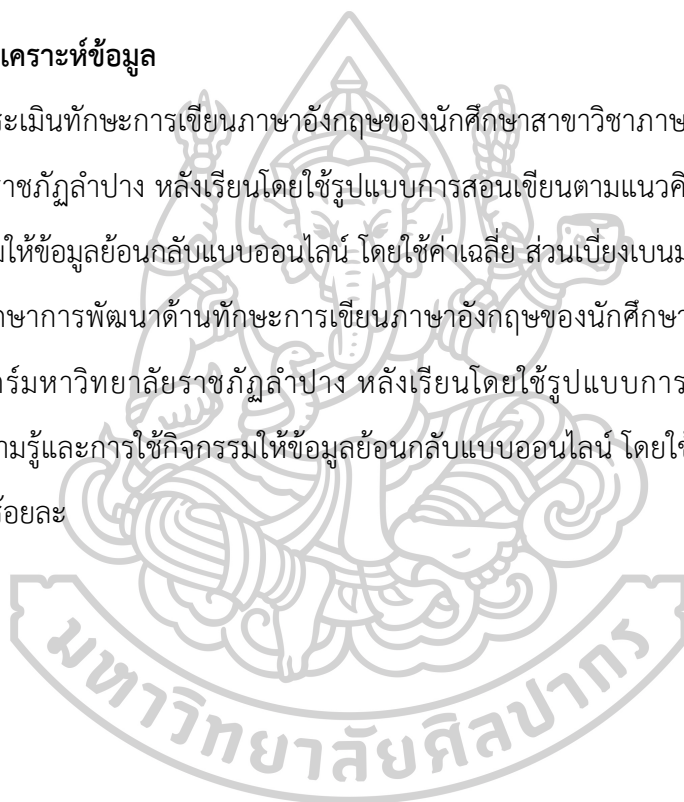 เคราะห์ข้อมูล
ระเมินทักษะการเขียนภาษาอังกฤษของนักศึกษาสาขาวิชาภาษ
ราชภัฏลำปาง หลังเรียนโดยใช้รูปแบบการสอนเขียนตามแนวคิ
มให้ข้อมูลย้อนกลับแบบออนไลน์ โดยใช้ค่าเฉลี่ย ส่วนเบี่ยงเบนม
กษาการพัฒนาด้านทักษะการเขียนภาษาอังกฤษของนักศึกษา
ตร์มหาวิทยาลัยราชภัฏลำปาง หลังเรียนโดยใช้รูปแบบการ
ามรู้และการใช้กิจกรรมให้ข้อมูลย้อนกลับแบบออนไลน์ โดยใช้
ร้อยละ
มหาวิทยาลัยศิลปากร